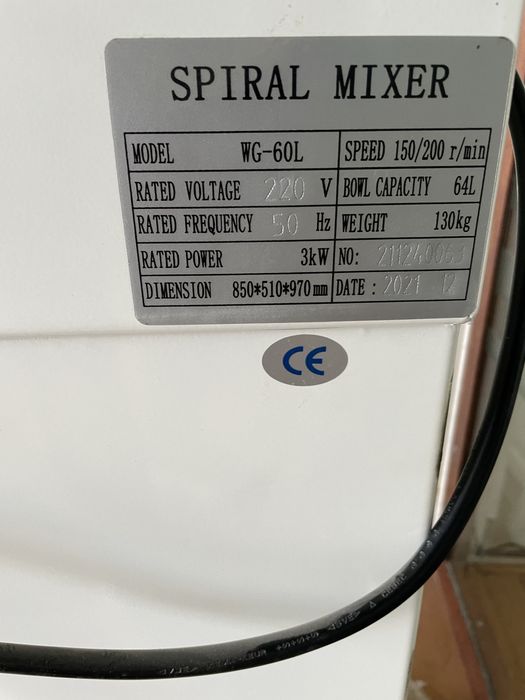 SPIRAL MIXER
MODEL WG-60L SPEED 150/200 r/min
RATED VOLTAGE 220 V BOWL CAPACITY 64L
RATED FREQUENCY 50 Hz WEIGHT 130kg
RATED POWER 3kW NO: 211240063
DIMENSION 850*510*970mm DATE: 2021 12
CE